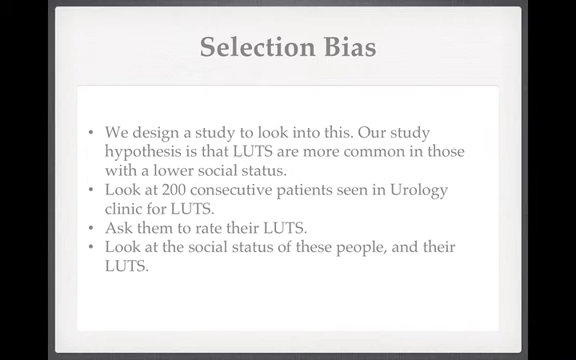 Selection Bias
• We design a study to look into this. Our study
hypothesis is that LUTS are more common in those
with a lower social status.
• Look at 200 consecutive patients seen in Urology
clinic for LUTS.
• Ask them to rate their LUTS.
• Look at the social status of these people, and their
LUTS.